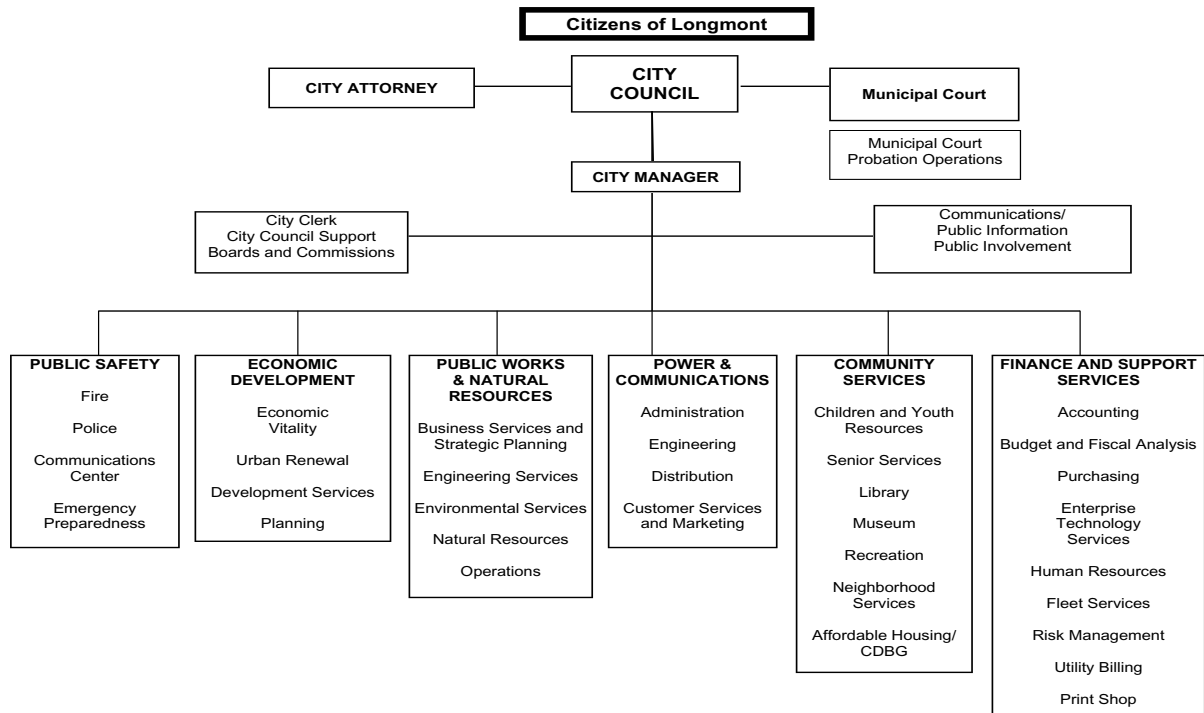 Citizens of Longmont
CITY ATTORNEY
CITY
COUNCIL
Municipal Court
Municipal Court
Probation Operations
CITY MANAGER
City Clerk
City Council Support
Boards and Commissions
Communications/
Public Information
Public Involvement
PUBLIC SAFETY
Fire
Police
Communications
Center
Emergency
Preparedness
ECONOMIC
DEVELOPMENT
Economic
Vitality
Urban Renewal
Development Services
Planning
PUBLIC WORKS
& NATURAL
RESOURCES
Business Services and
Strategic Planning
Engineering Services
Environmental Services
Natural Resources
Operations
POWER &
COMMUNICATIONS
Administration
Engineering
Distribution
Customer Services
and Marketing
COMMUNITY
SERVICES
Children and Youth
Resources
Senior Services
Library
Museum
Recreation
Neighborhood
Services
Affordable Housing/
CDBG
FINANCE AND SUPPORT
SERVICES
Accounting
Budget and Fiscal Analysis
Purchasing
Enterprise
Technology
Services
Human Resources
Fleet Services
Risk Management
Utility Billing
Print Shop